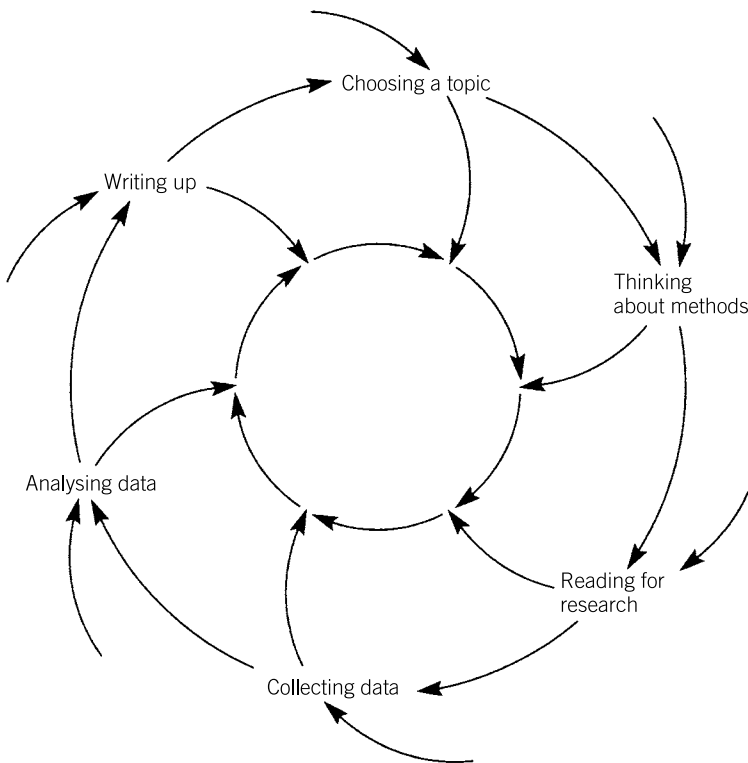 Choosing a topic
Writing up
Thinking
about methods
Analysing data
Reading for
research
Collecting data